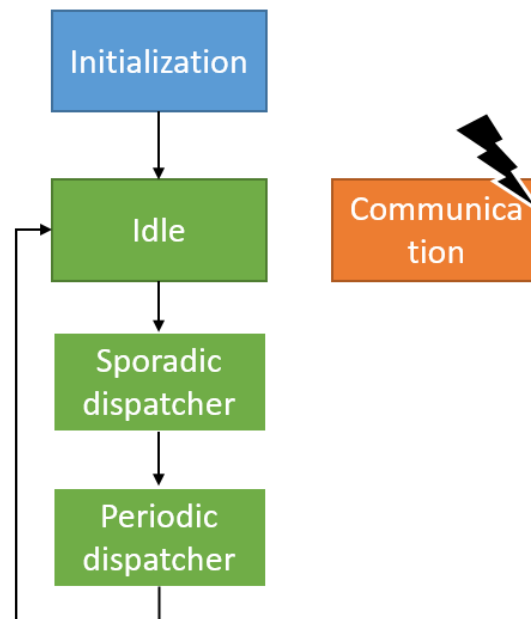 Initialization
Idle
Communica
tion
Sporadic
dispatcher
Periodic
dispatcher